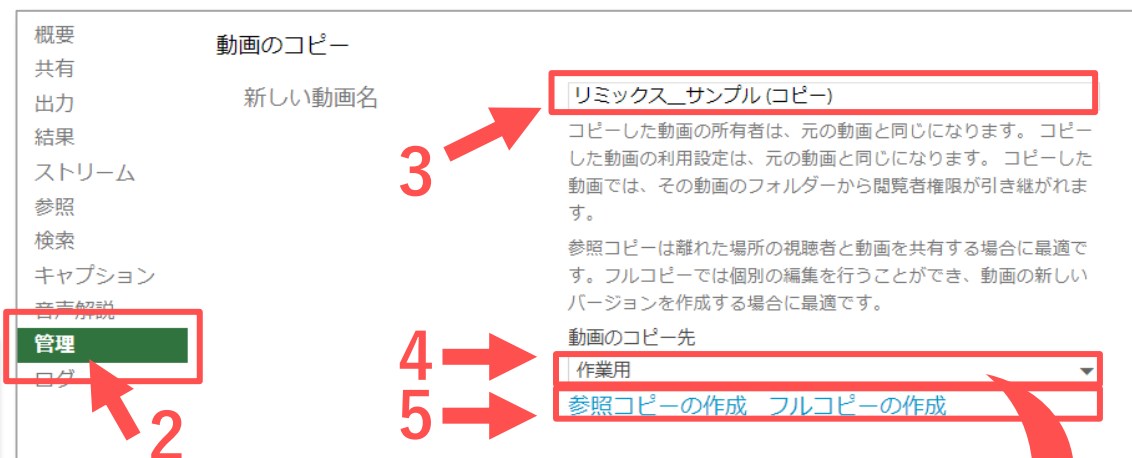 概要
共有
出力
結果
ストリーム
参照
検索
キャプション
音声解説
管理
ログ
2
動画のコピー
新しい動画名
リミックス__サンプル (コピー)
3
コピーした動画の所有者は、元の動画と同じになります。 コピー
した動画の利用設定は、元の動画と同じになります。 コピーした
動画では、その動画のフォルダーから閲覧者権限が引き継がれま
す。
参照コピーは離れた場所の視聴者と動画を共有する場合に最適で
す。フルコピーでは個別の編集を行うことができ、動画の新しい
バージョンを作成する場合に最適です。
動画のコピー先
4
作業用
5
参照コピーの作成 フルコピーの作成